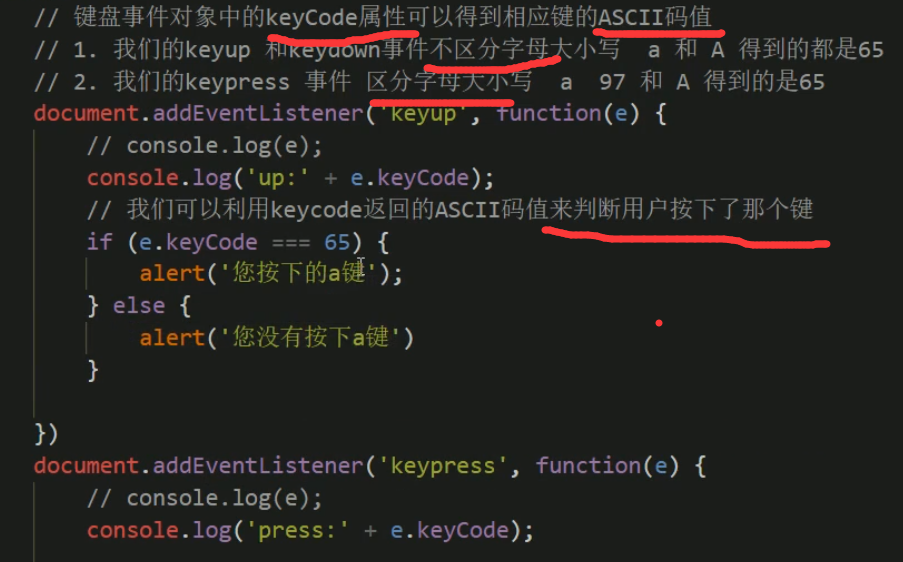 // 键盘事件对象中的keyCode属性可以得到相应键的ASCII码值
// 1. 我们的keyup 和keydown事件不区分字母大小写  a 和 A 得到的都是65
// 2. 我们的keypress 事件 区分字母大小写  a  97 和 A 得到的是65
document.addEventListener('keyup', function(e) {
// console.log(e);
console.log('up:' + e.keyCode);
// 我们可以利用keycode返回的ASCII码值来判断用户按下了那个键
if (e.keyCode === 65) {
alert('您按下的a键');
} else {
alert('您没有按下a键')
}
})
document.addEventListener('keypress', function(e) {
// console.log(e);
console.log('press:' + e.keyCode);